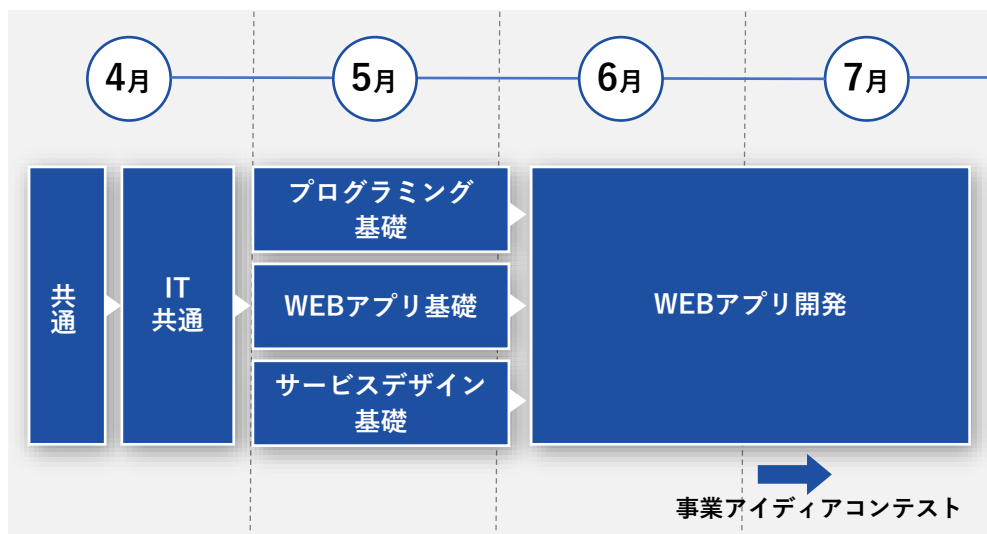 4月
5月
6月
7月
共通
IT
共通
プログラミング
基礎
WEBアプリ基礎
サービスデザイン
基礎
WEBアプリ開発
事業アイディアコンテスト